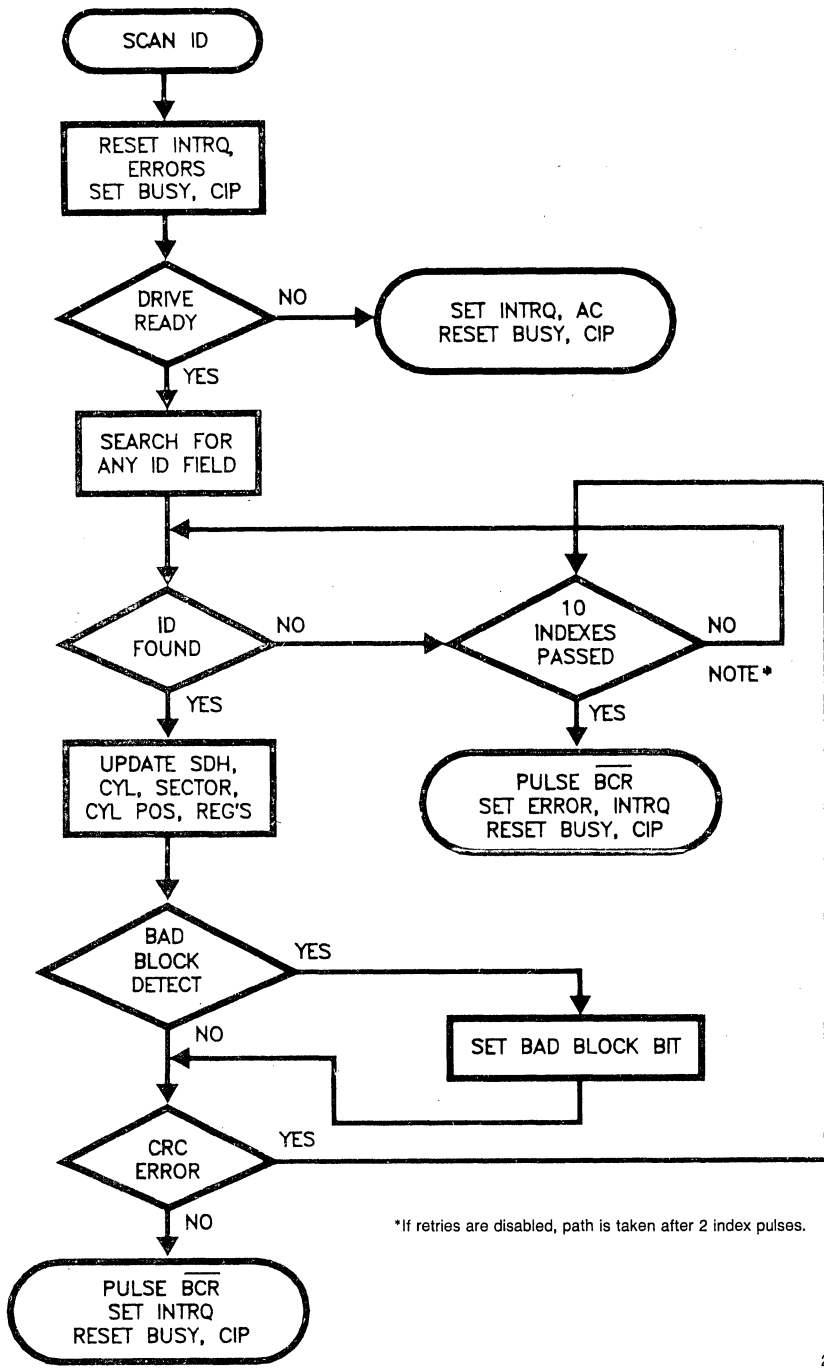 SCAN ID
RESET INTRQ,
ERRORS
SET BUSY, CIP
DRIVE
READY
NO
SET INTRQ, AC
RESET BUSY, CIP
YES
SEARCH FOR
ANY ID FIELD
ID
FOUND
NO
10
INDEXES
PASSED
NO
NOTE*
YES
YES
UPDATE SDH,
CYL, SECTOR,
CYL POS, REG'S
PULSE B̅C̅R̅
SET ERROR, INTRQ
RESET BUSY, CIP
BAD
BLOCK
DETECT
YES
NO
SET BAD BLOCK BIT
CRC
ERROR
YES
NO
*If retries are disabled, path is taken after 2 index pulses.
PULSE B̅C̅R̅
SET INTRQ
RESET BUSY, CIP